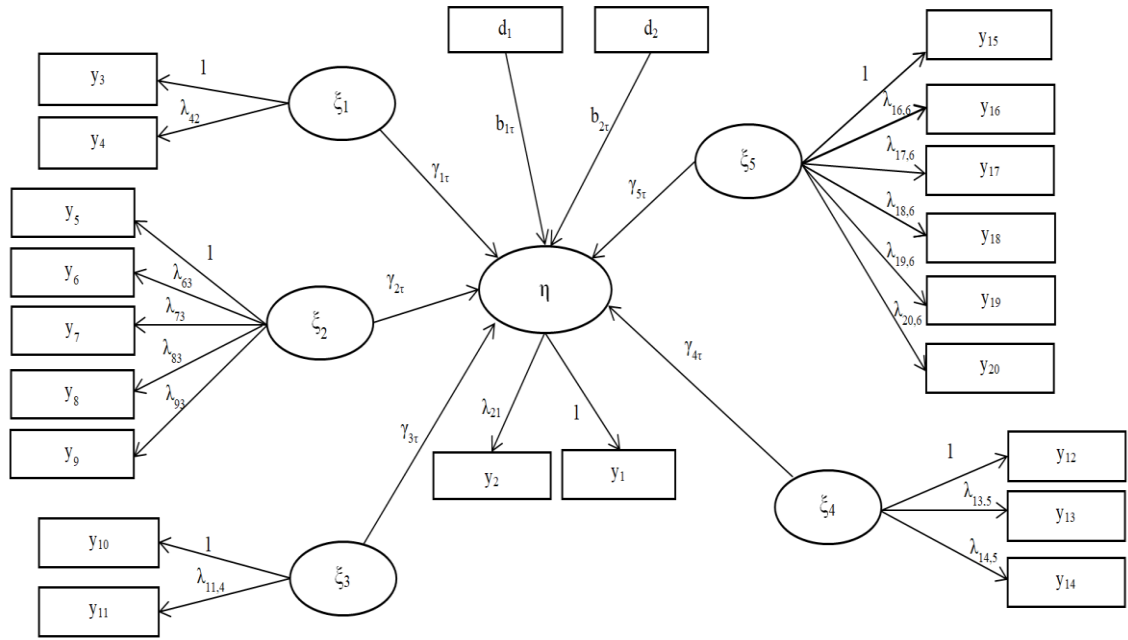 d₁
d₂
y₃
1
y₄
λ₄₂
ξ₁
b₁τ
b₂τ
γ₁τ
y₁₅
1
λ₁₆,₆
y₁₆
λ₁₇,₆
y₁₇
ξ₅
γ₅τ
λ₁₈,₆
y₁₈
λ₁₉,₆
y₁₉
λ₂₀,₆
y₂₀
y₅
1
y₆
λ₆₃
y₇
λ₇₃
y₈
λ₈₃
y₉
λ₉₃
ξ₂
γ₂τ
η
γ₄τ
γ₃τ
λ₂₁
1
y₂
y₁
y₁₀
1
y₁₁
λ₁₁,₄
ξ₃
ξ₄
1
y₁₂
λ₁₃.₅
y₁₃
λ₁₄,₅
y₁₄